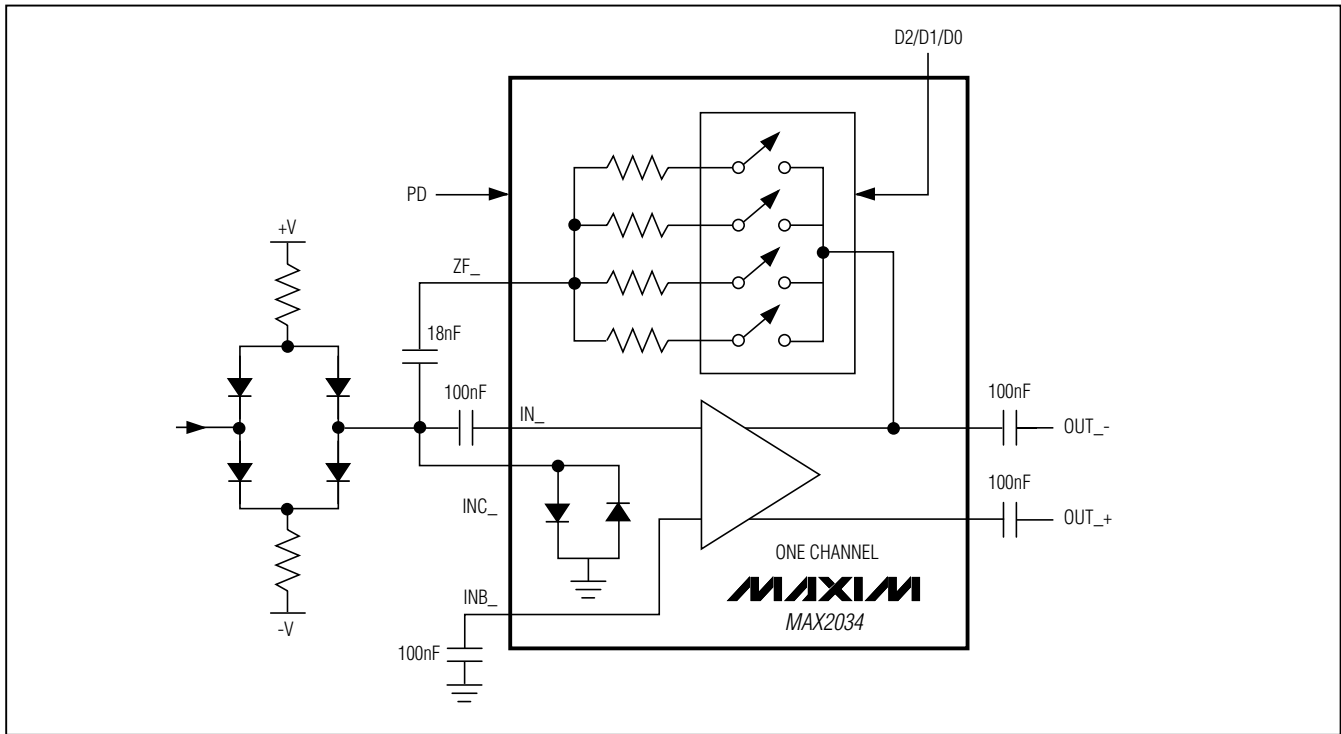 D2/D1/D0
PD
+V
ZF_
18nF
100nF
IN_
100nF
OUT_-
INC_
100nF
OUT_+
ONE CHANNEL
MAXIM
MAX2034
INB_
-V
100nF